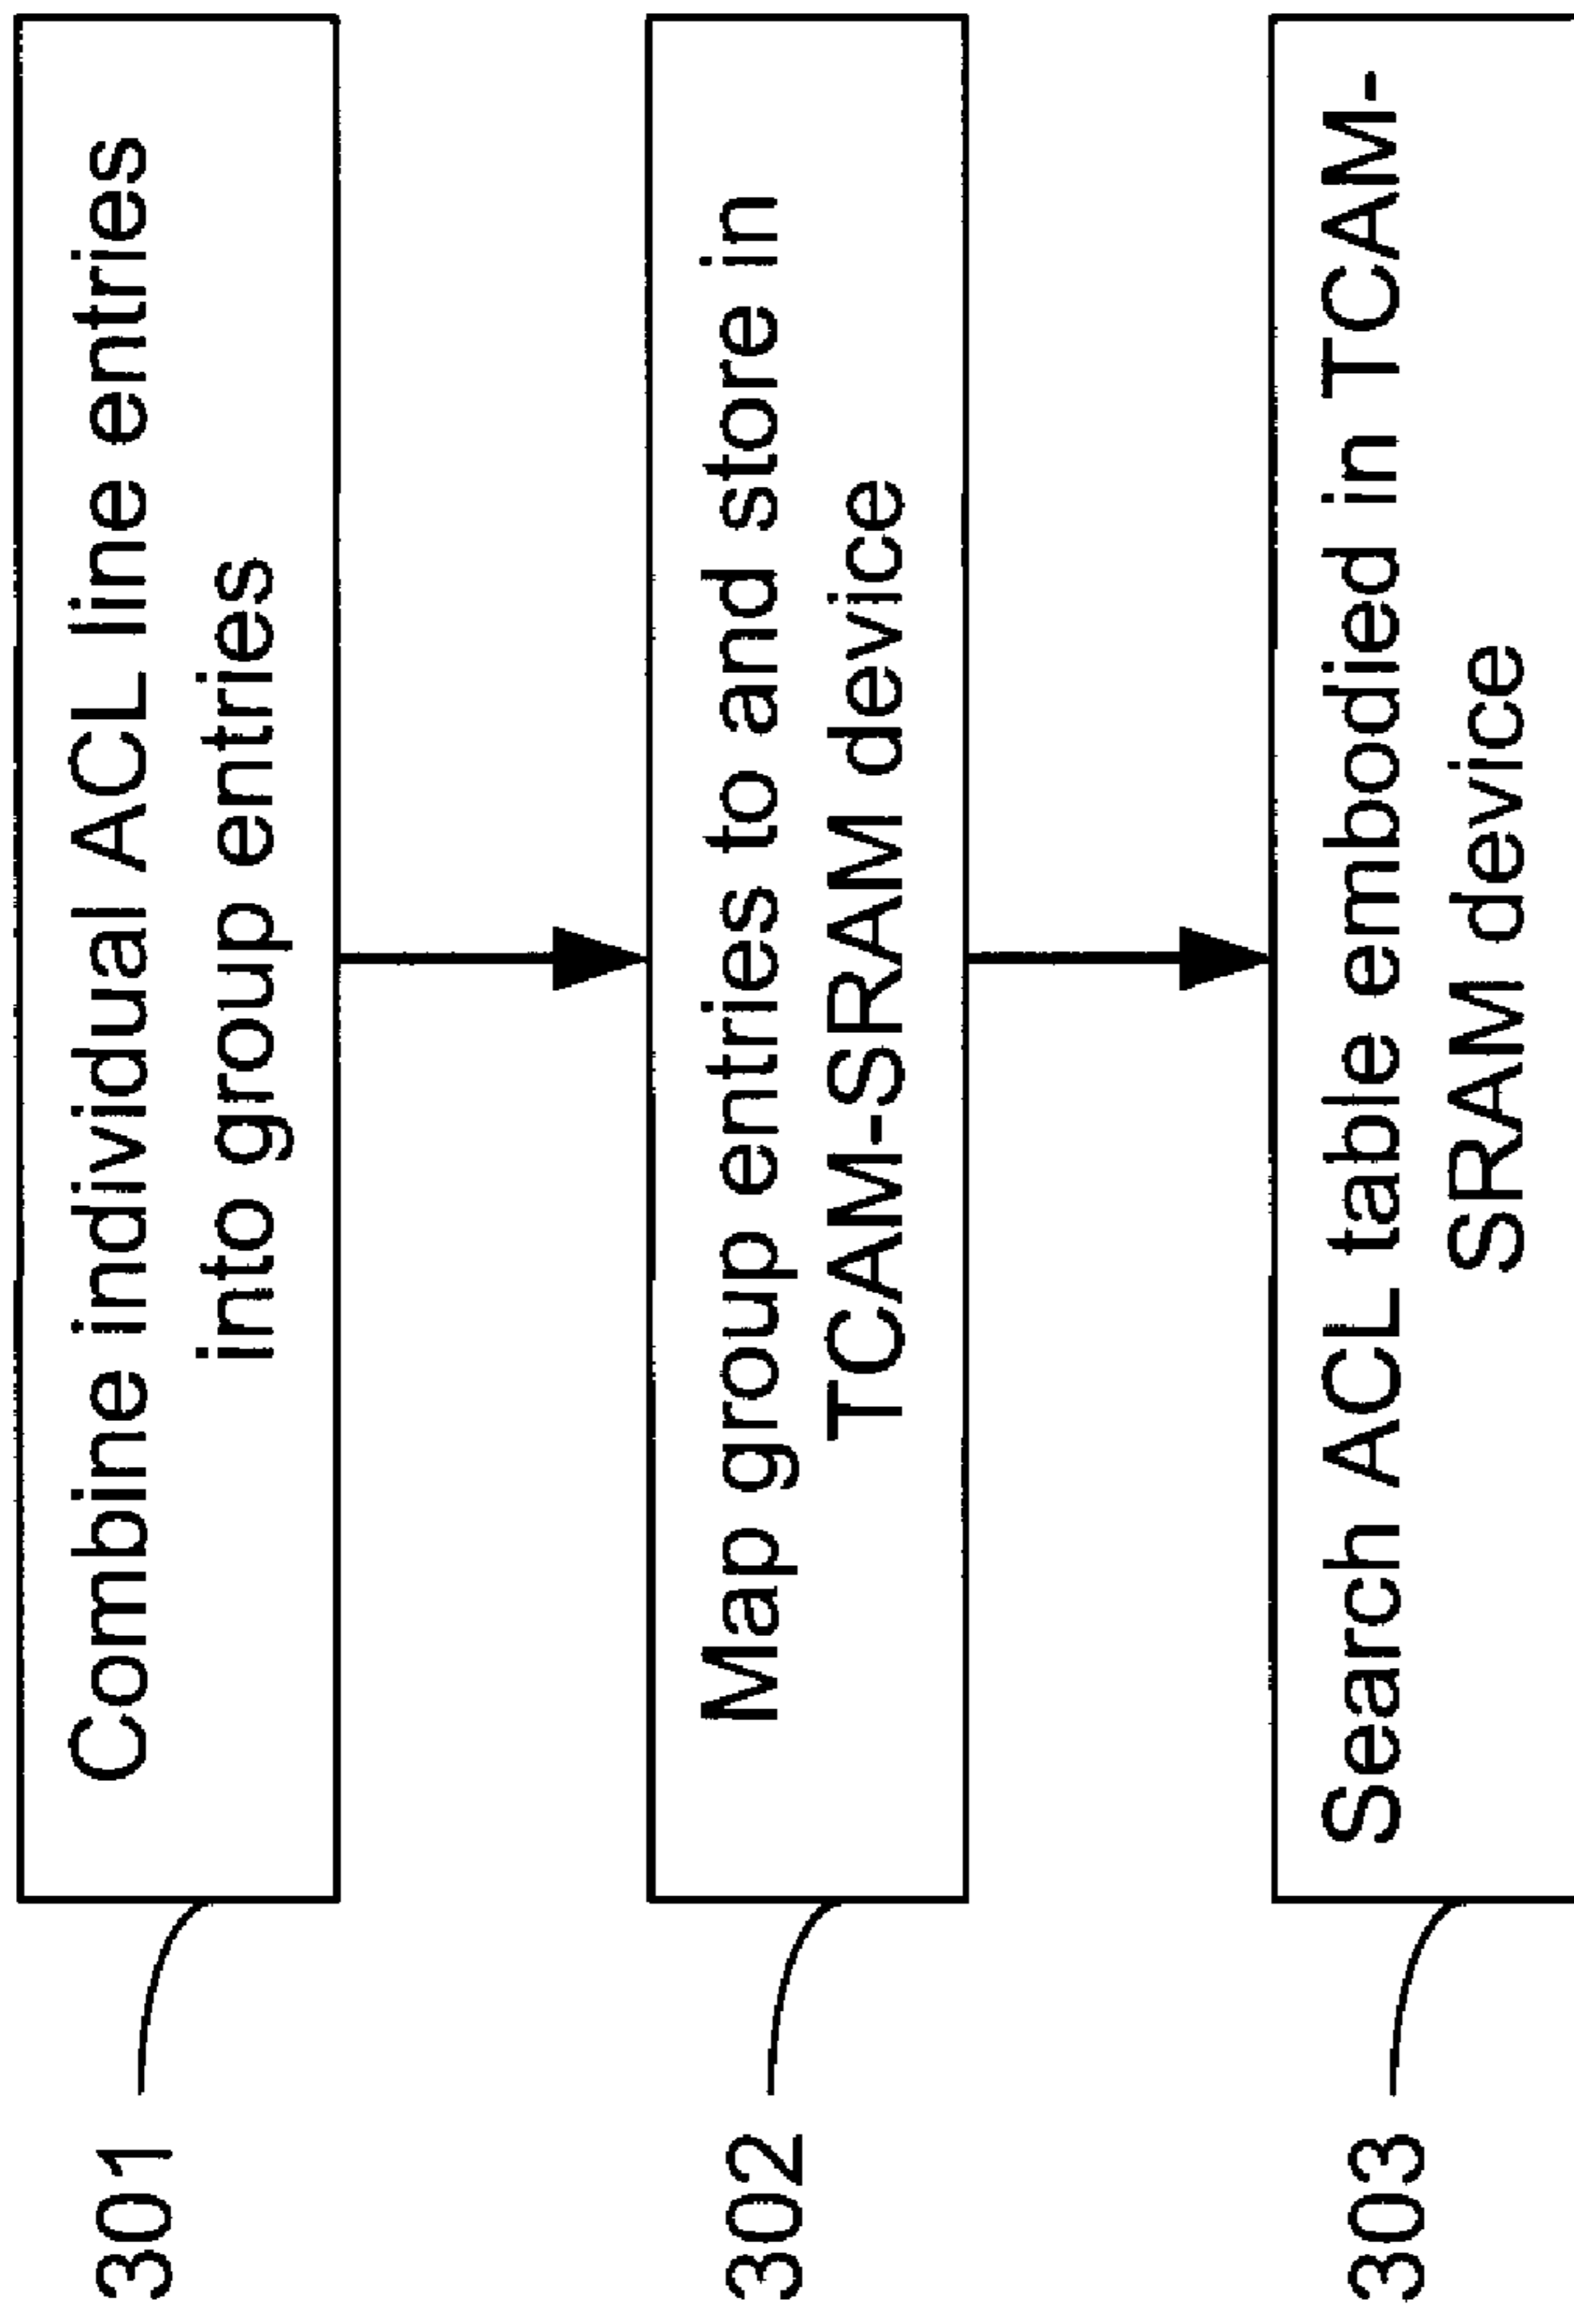 301
Combine individual ACL line entries
into group entries
302
Map group entries to and store in
TCAM-SRAM device
303
Search ACL table embodied in TCAM-
SRAM device